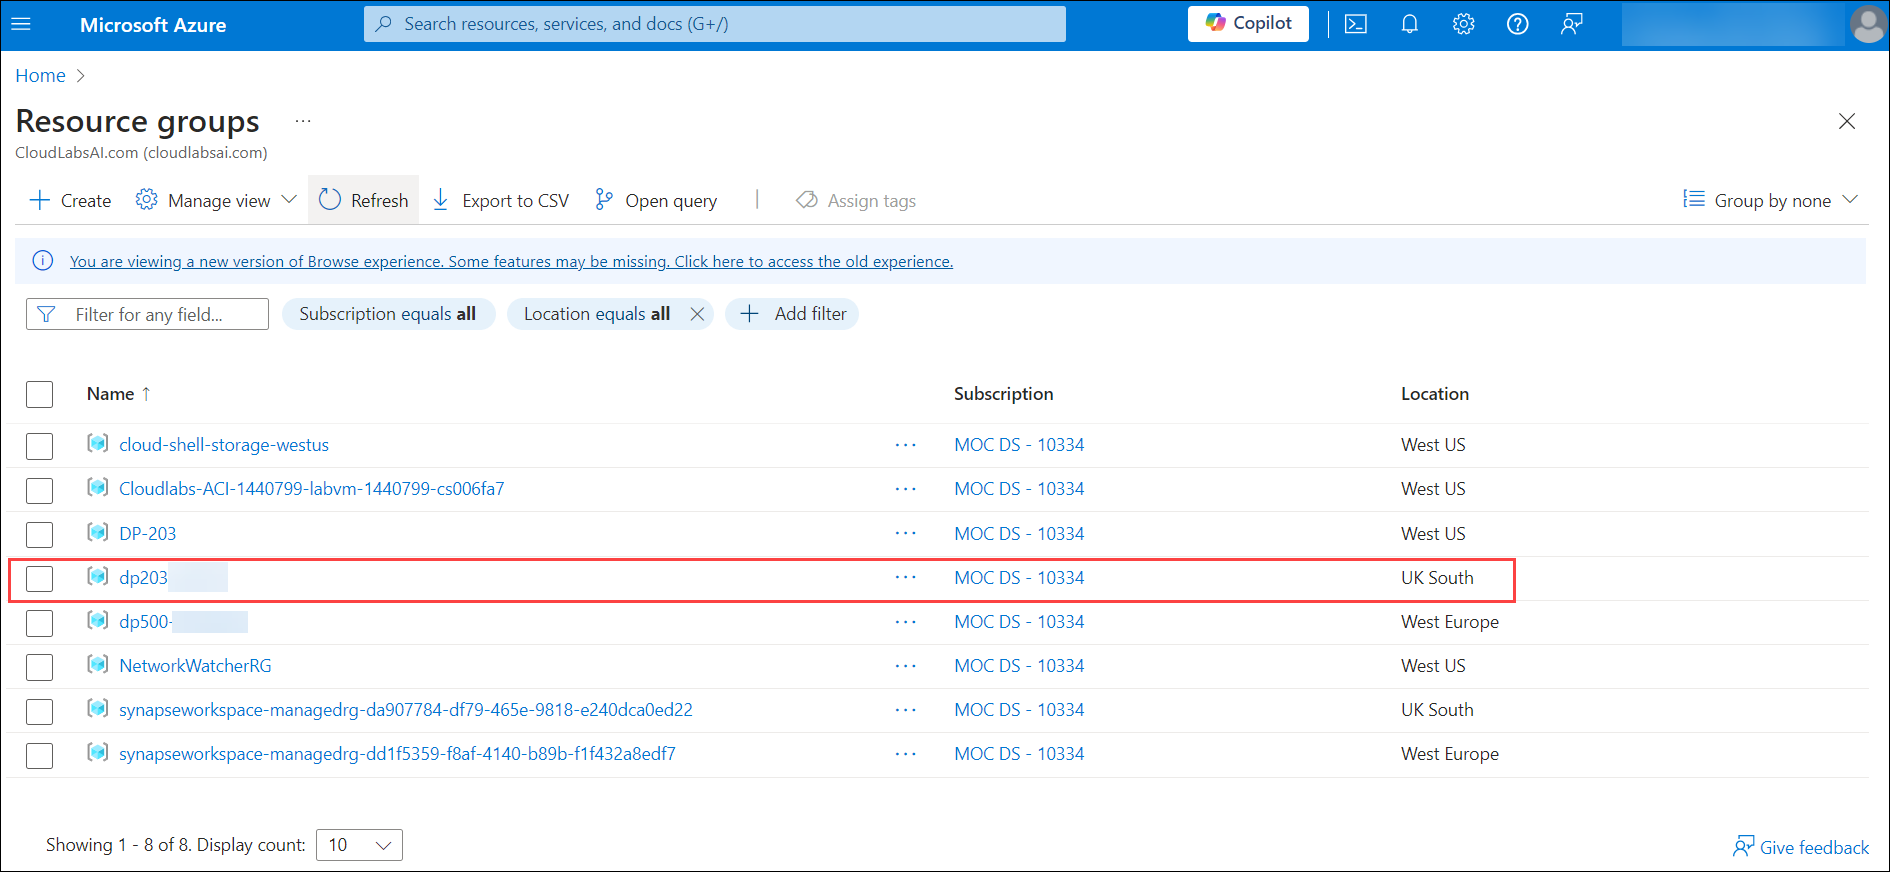 Microsoft Azure
Search resources, services, and docs (G+/)
Copilot
Home
Resource groups
CloudLabsAI.com (cloudlabsai.com)
Create Manage view Refresh Export to CSV Open query Assign tags Group by none
You are viewing a new version of Browse experience. Some features may be missing. Click here to access the old experience.
Filter for any field... Subscription equals all Location equals all Add filter
Name ↑ Subscription Location
cloud-shell-storage-westus ... MOC DS - 10334 West US
Cloudlabs-ACI-1440799-labvm-1440799-cs006fa7 ... MOC DS - 10334 West US
DP-203 ... MOC DS - 10334 West US
dp203 ... MOC DS - 10334 UK South
dp500- ... MOC DS - 10334 West Europe
NetworkWatcherRG ... MOC DS - 10334 West US
synapseworkspace-managedrg-da907784-df79-465e-9818-e240dca0ed22 ... MOC DS - 10334 UK South
synapseworkspace-managedrg-dd1f5359-f8af-4140-b89b-f1f432a8edf7 ... MOC DS - 10334 West Europe
Showing 1 - 8 of 8. Display count: 10
Give feedback